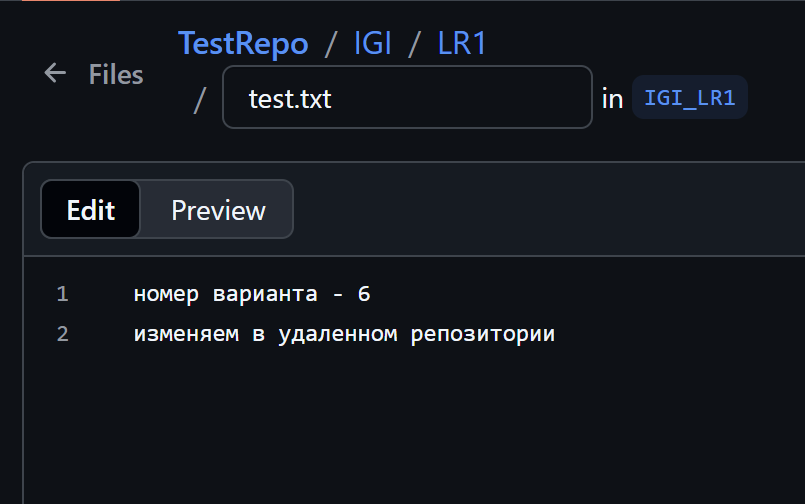 TestRepo / IGI / LR1
← Files
/ test.txt in IGI_LR1
Edit Preview
1 номер варианта - 6
2 изменяем в удаленном репозитории